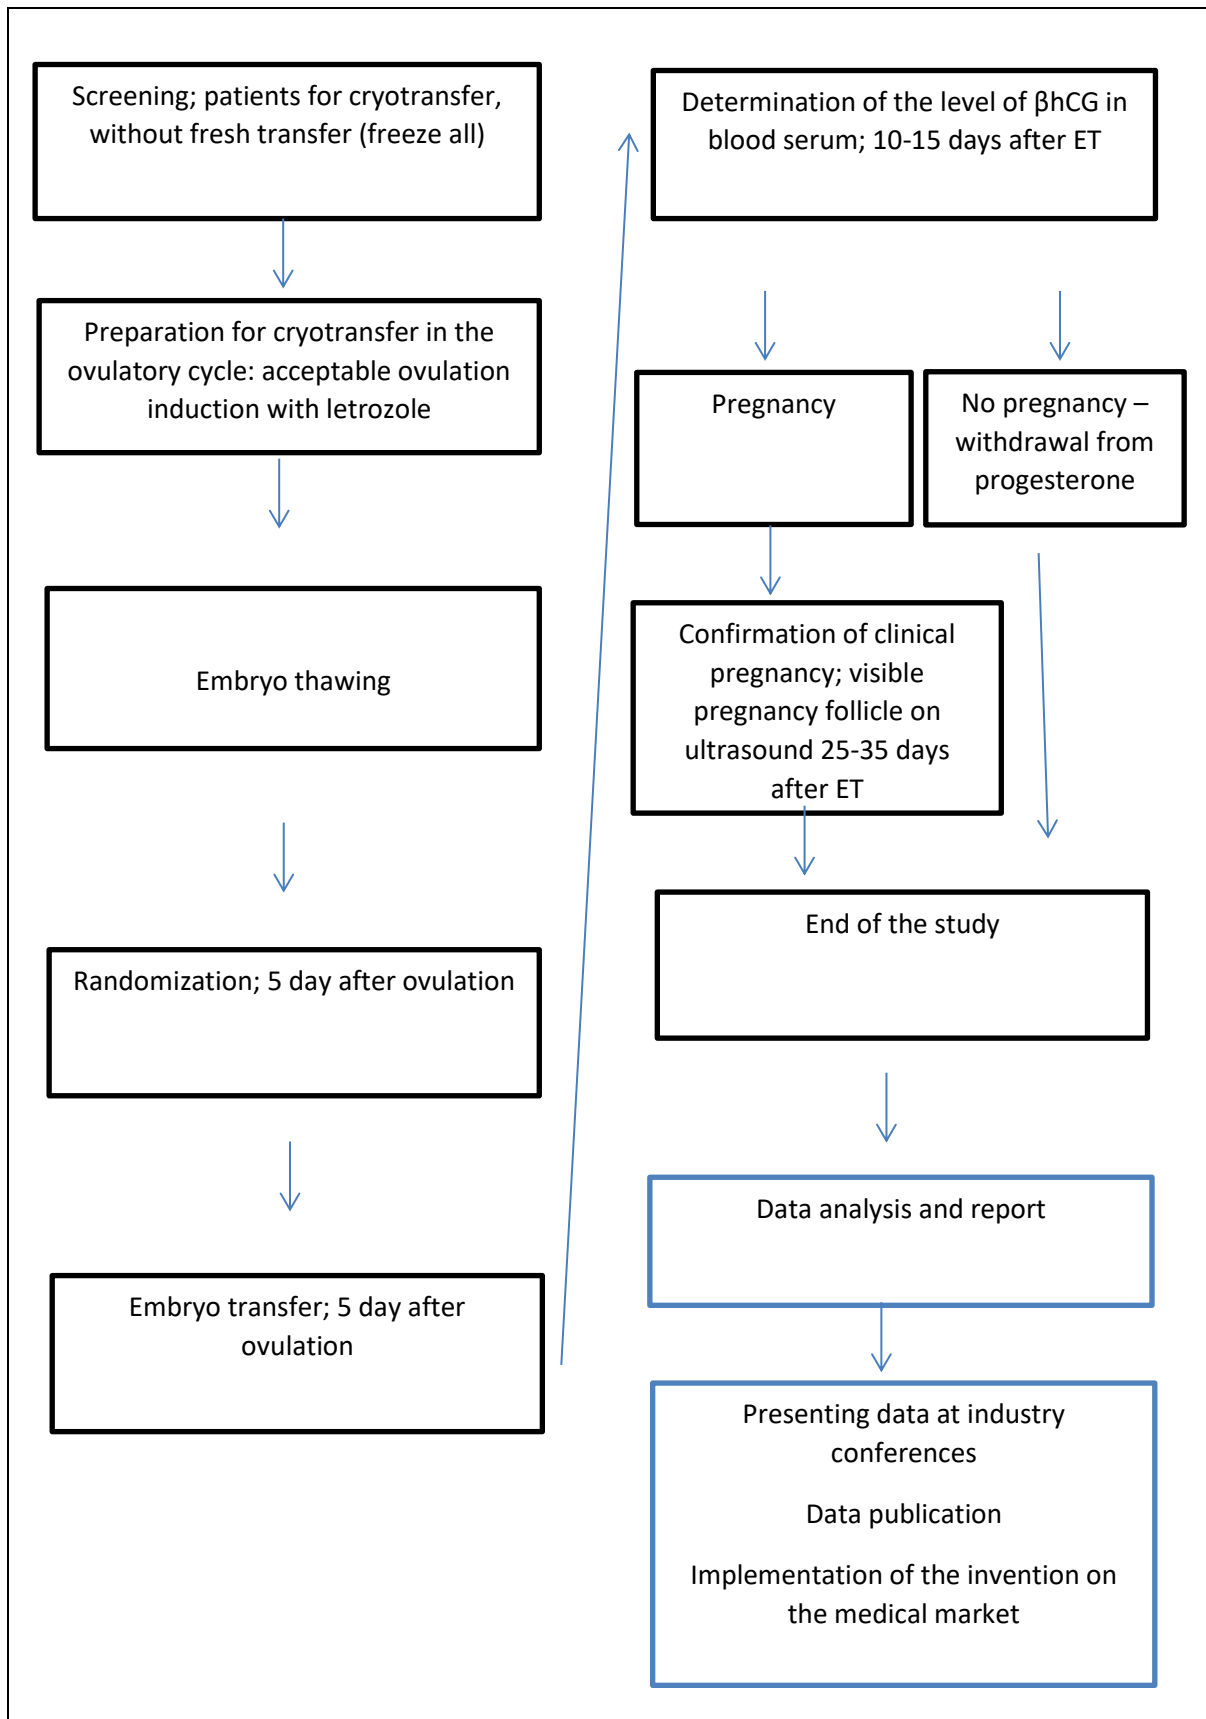 Screening; patients for cryotransfer,
without fresh transfer (freeze all)
Preparation for cryotransfer in the
ovulatory cycle: acceptable ovulation
induction with letrozole
Embryo thawing
Randomization; 5 day after ovulation
Embryo transfer; 5 day after
ovulation
Determination of the level of βhCG in
blood serum; 10-15 days after ET
Pregnancy
No pregnancy –
withdrawal from
progesterone
Confirmation of clinical
pregnancy; visible
pregnancy follicle on
ultrasound 25-35 days
after ET
End of the study
Data analysis and report
Presenting data at industry
conferences
Data publication
Implementation of the invention on
the medical market